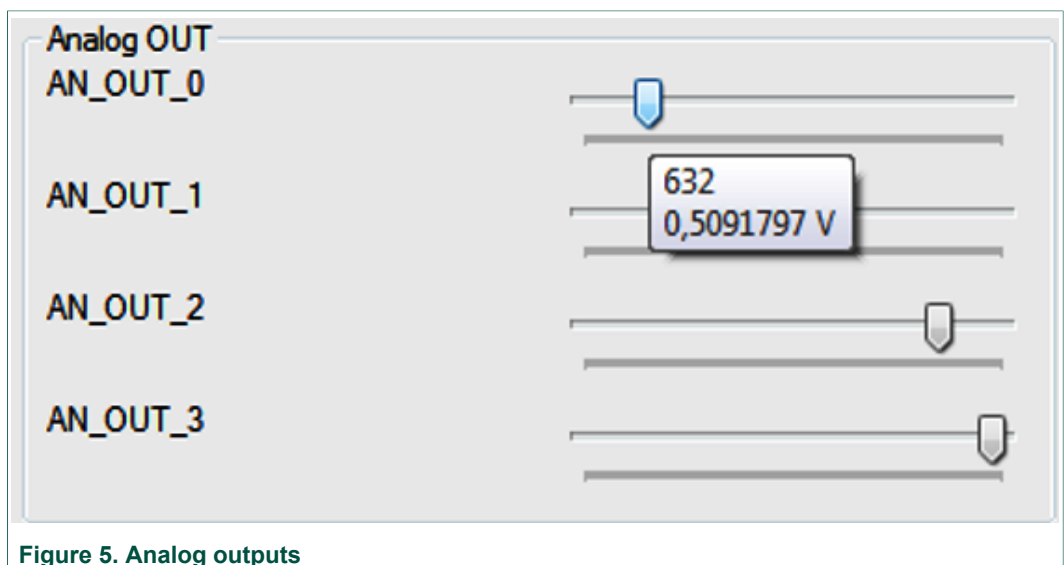 Analog OUT
AN_OUT_0
632
0,5091797 V
AN_OUT_1
AN_OUT_2
AN_OUT_3
Figure 5. Analog outputs